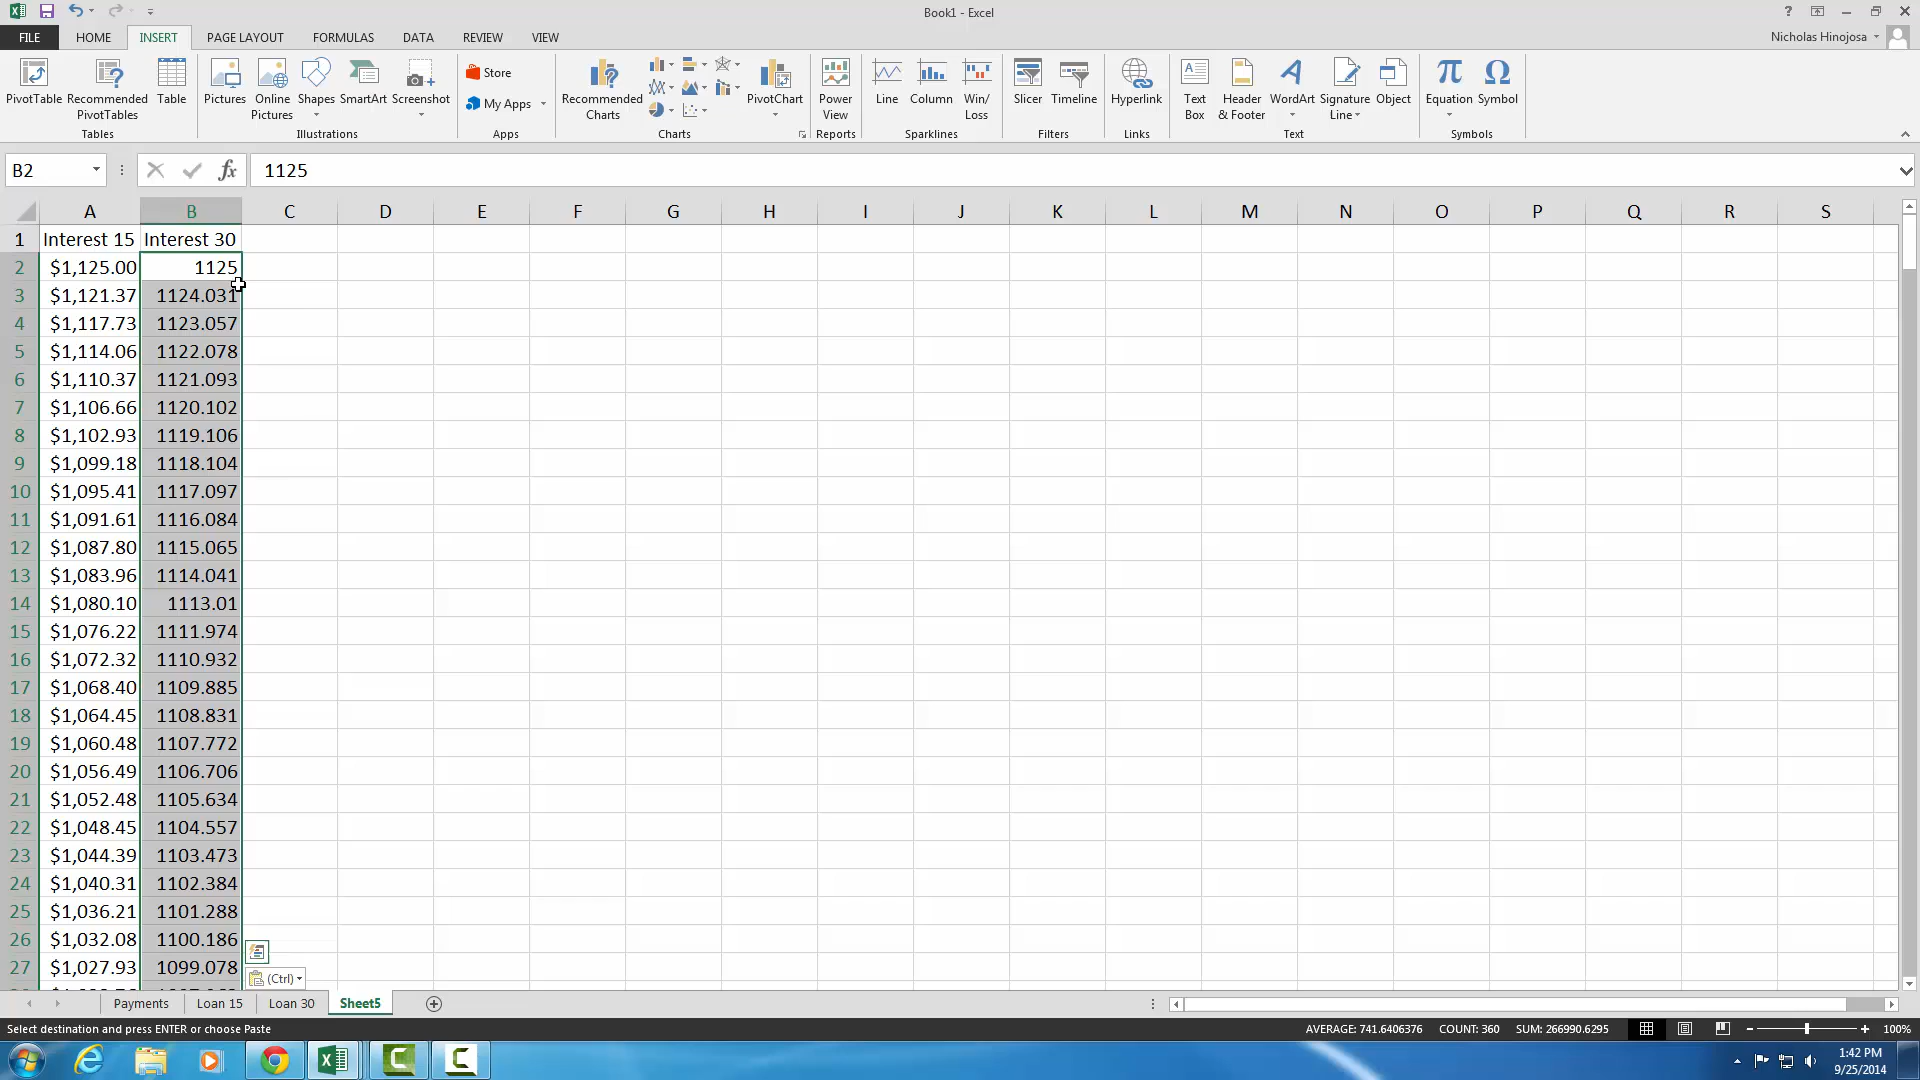 Book1 - Excel
?
FILE HOME INSERT PAGE LAYOUT FORMULAS DATA REVIEW VIEW
Nicholas Hinojosa
PivotTable Recommended PivotTables Table
Tables
Pictures Online Pictures Shapes SmartArt Screenshot
Illustrations
Store
My Apps
Apps
Recommended Charts
PivotChart
Charts
Power View
Reports
Line Column Win/ Loss
Sparklines
Slicer Timeline
Filters
Hyperlink
Links
Text Box Header & Footer WordArt Signature Line Object
Text
Equation Symbol
Symbols
B2 fx 1125
A B C D E F G H I J K L M N O P Q R S
1 Interest 15 Interest 30
2 $1,125.00 1125
3 $1,121.37 1124.031
4 $1,117.73 1123.057
5 $1,114.06 1122.078
6 $1,110.37 1121.093
7 $1,106.66 1120.102
8 $1,102.93 1119.106
9 $1,099.18 1118.104
10 $1,095.41 1117.097
11 $1,091.61 1116.084
12 $1,087.80 1115.065
13 $1,083.96 1114.041
14 $1,080.10 1113.01
15 $1,076.22 1111.974
16 $1,072.32 1110.932
17 $1,068.40 1109.885
18 $1,064.45 1108.831
19 $1,060.48 1107.772
20 $1,056.49 1106.706
21 $1,052.48 1105.634
22 $1,048.45 1104.557
23 $1,044.39 1103.473
24 $1,040.31 1102.384
25 $1,036.21 1101.288
26 $1,032.08 1100.186
27 $1,027.93 1099.078
(Ctrl)
Payments Loan 15 Loan 30 Sheet5
Select destination and press ENTER or choose Paste
AVERAGE: 741.6406376 COUNT: 360 SUM: 266990.6295 100%
1:42 PM
9/25/2014